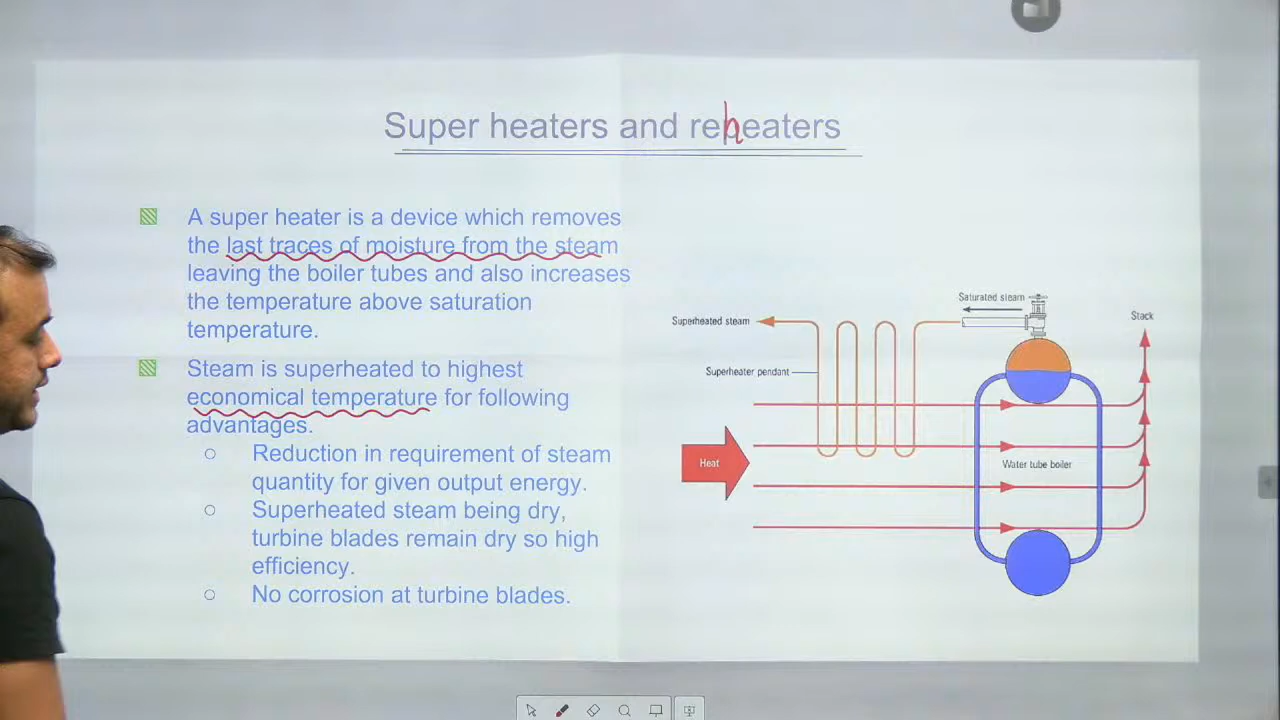 Super heaters and reheaters
A super heater is a device which removes
the last traces of moisture from the steam
leaving the boiler tubes and also increases
the temperature above saturation
temperature.
Steam is superheated to highest
economical temperature for following
advantages.
Reduction in requirement of steam
quantity for given output energy.
Superheated steam being dry,
turbine blades remain dry so high
efficiency.
No corrosion at turbine blades.
Saturated steam
Superheated steam
Stack
Superheater pendant
Heat
Water tube boiler